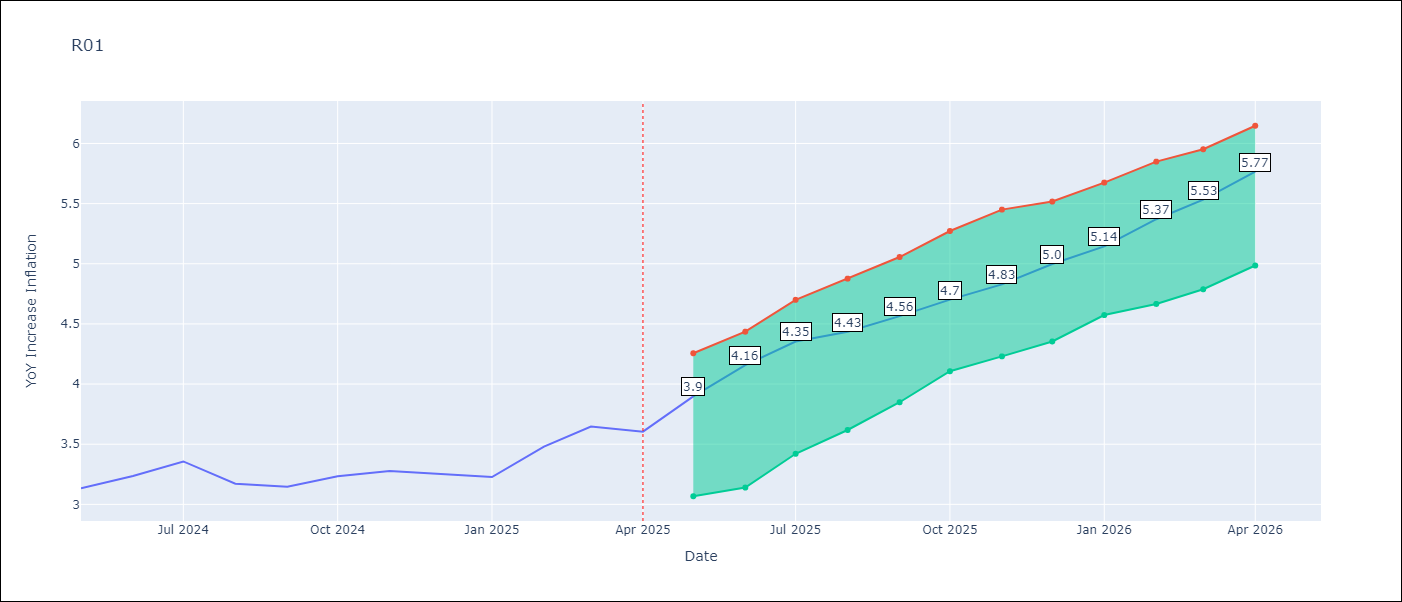 R01
YoY Increase Inflation
6
5.5
5
4.5
4
3.5
3
3.9
4.16
4.35
4.43
4.56
4.7
4.83
5.0
5.14
5.37
5.53
5.77
Jul 2024
Oct 2024
Jan 2025
Apr 2025
Jul 2025
Oct 2025
Jan 2026
Apr 2026
Date